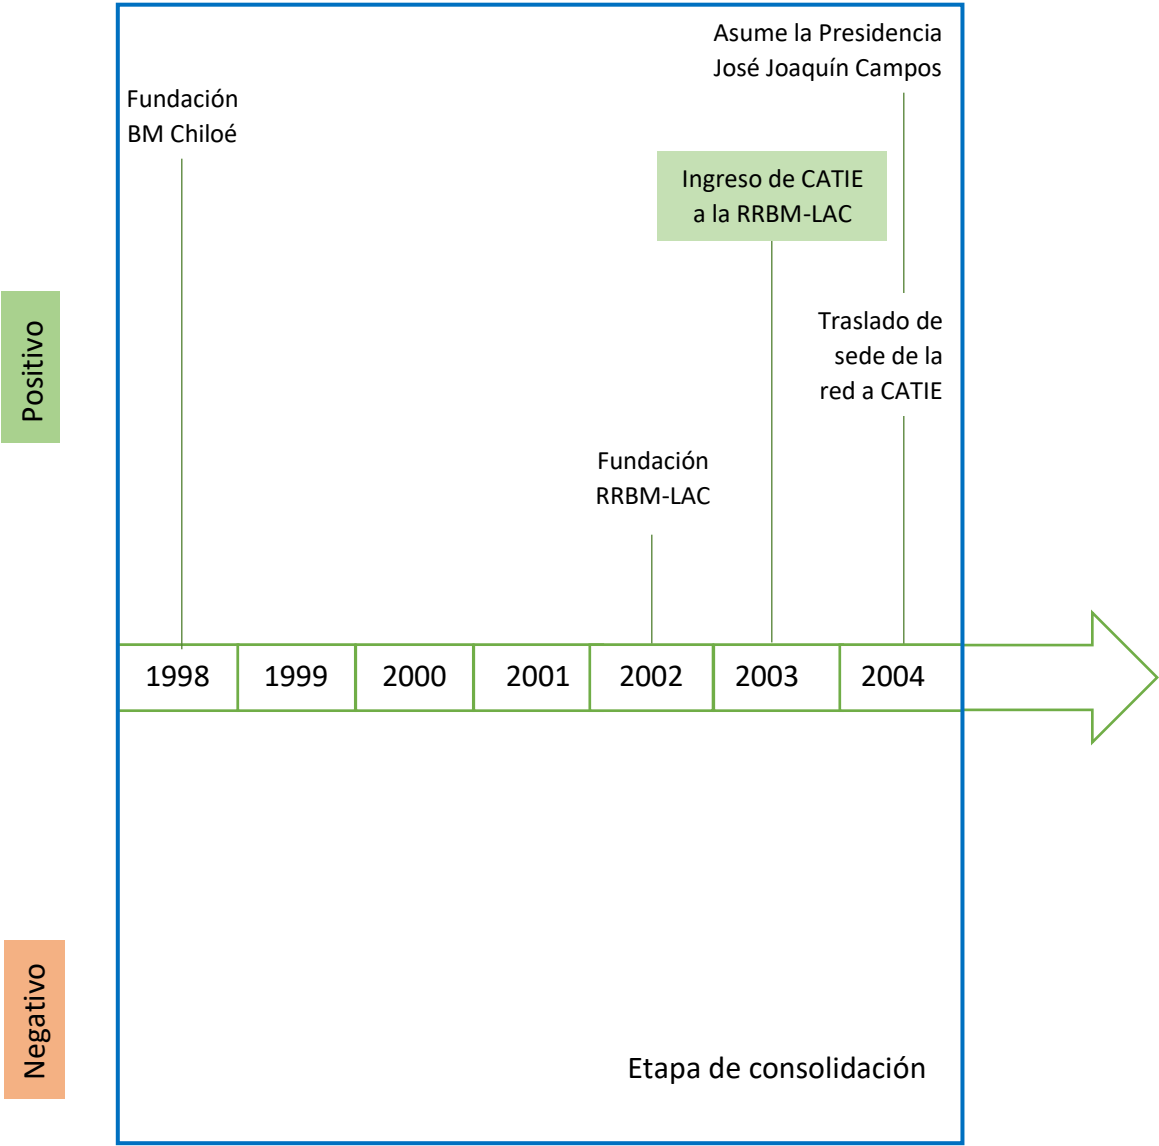 Asume la Presidencia
José Joaquín Campos
Fundación
BM Chiloé
Ingreso de CATIE
a la RRBM-LAC
Positivo
Traslado de
sede de la
red a CATIE
Fundación
RRBM-LAC
1998
1999
2000
2001
2002
2003
2004
Negativo
Etapa de consolidación